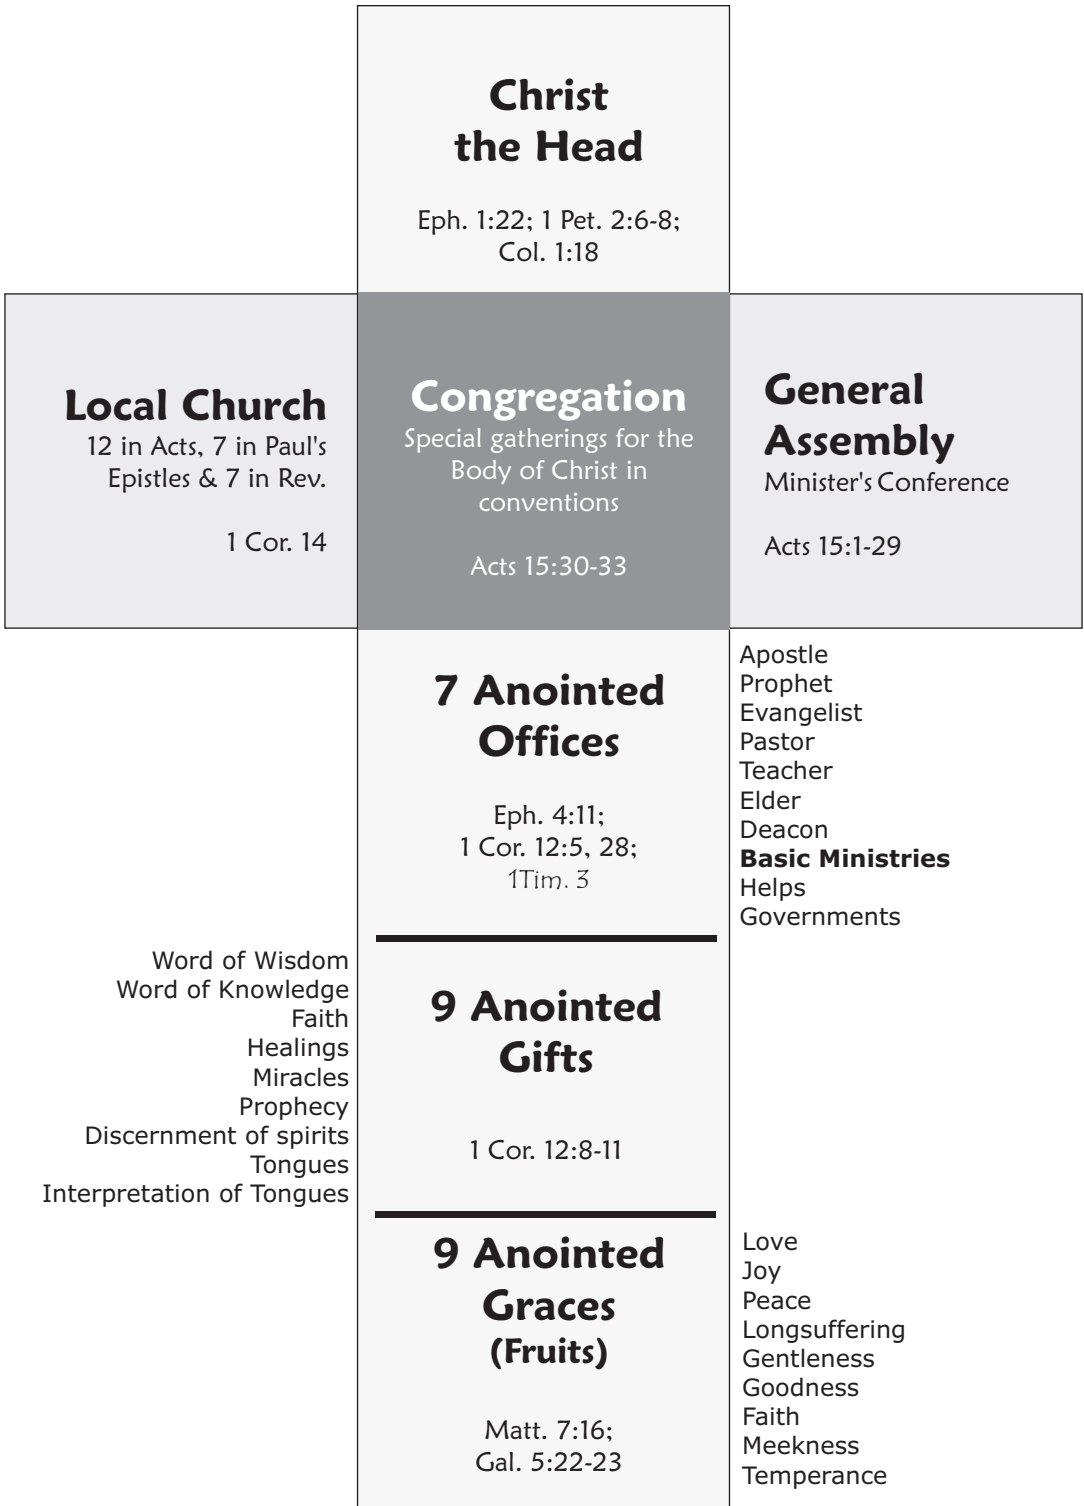 Christ
the Head
Eph. 1:22; 1 Pet. 2:6-8;
Col. 1:18
Local Church
12 in Acts, 7 in Paul's
Epistles & 7 in Rev.
1 Cor. 14
Congregation
Special gatherings for the
Body of Christ in
conventions
Acts 15:30-33
General
Assembly
Minister's Conference
Acts 15:1-29
7 Anointed
Offices
Eph. 4:11;
1 Cor. 12:5, 28;
1Tim. 3
Apostle
Prophet
Evangelist
Pastor
Teacher
Elder
Deacon
Basic Ministries
Helps
Governments
Word of Wisdom
Word of Knowledge
Faith
Healings
Miracles
Prophecy
Discernment of spirits
Tongues
Interpretation of Tongues
9 Anointed
Gifts
1 Cor. 12:8-11
9 Anointed
Graces
(Fruits)
Matt. 7:16;
Gal. 5:22-23
Love
Joy
Peace
Longsuffering
Gentleness
Goodness
Faith
Meekness
Temperance